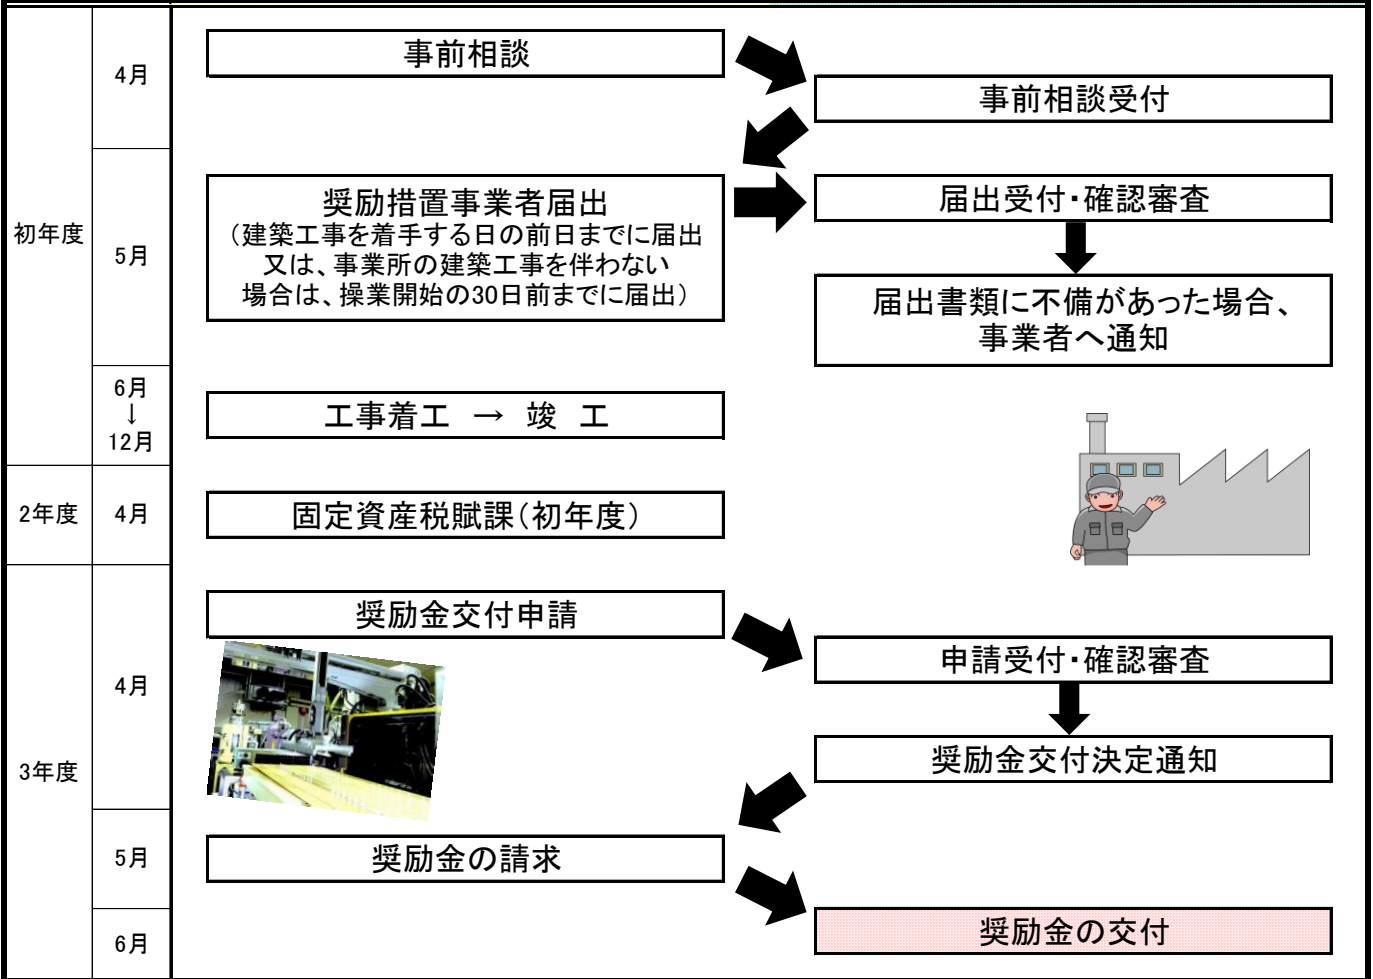 初年度
4月
事前相談
事前相談受付
5月
奨励措置事業者届出
（建築工事を着手する日の前日までに届出
又は、事業所の建築工事を伴わない
場合は、操業開始の30日前までに届出）
届出受付・確認審査
届出書類に不備があった場合、
事業者へ通知
6月
↓
12月
工事着工 → 竣 工
2年度
4月
固定資産税賦課（初年度）
3年度
4月
奨励金交付申請
申請受付・確認審査
奨励金交付決定通知
5月
奨励金の請求
6月
奨励金の交付